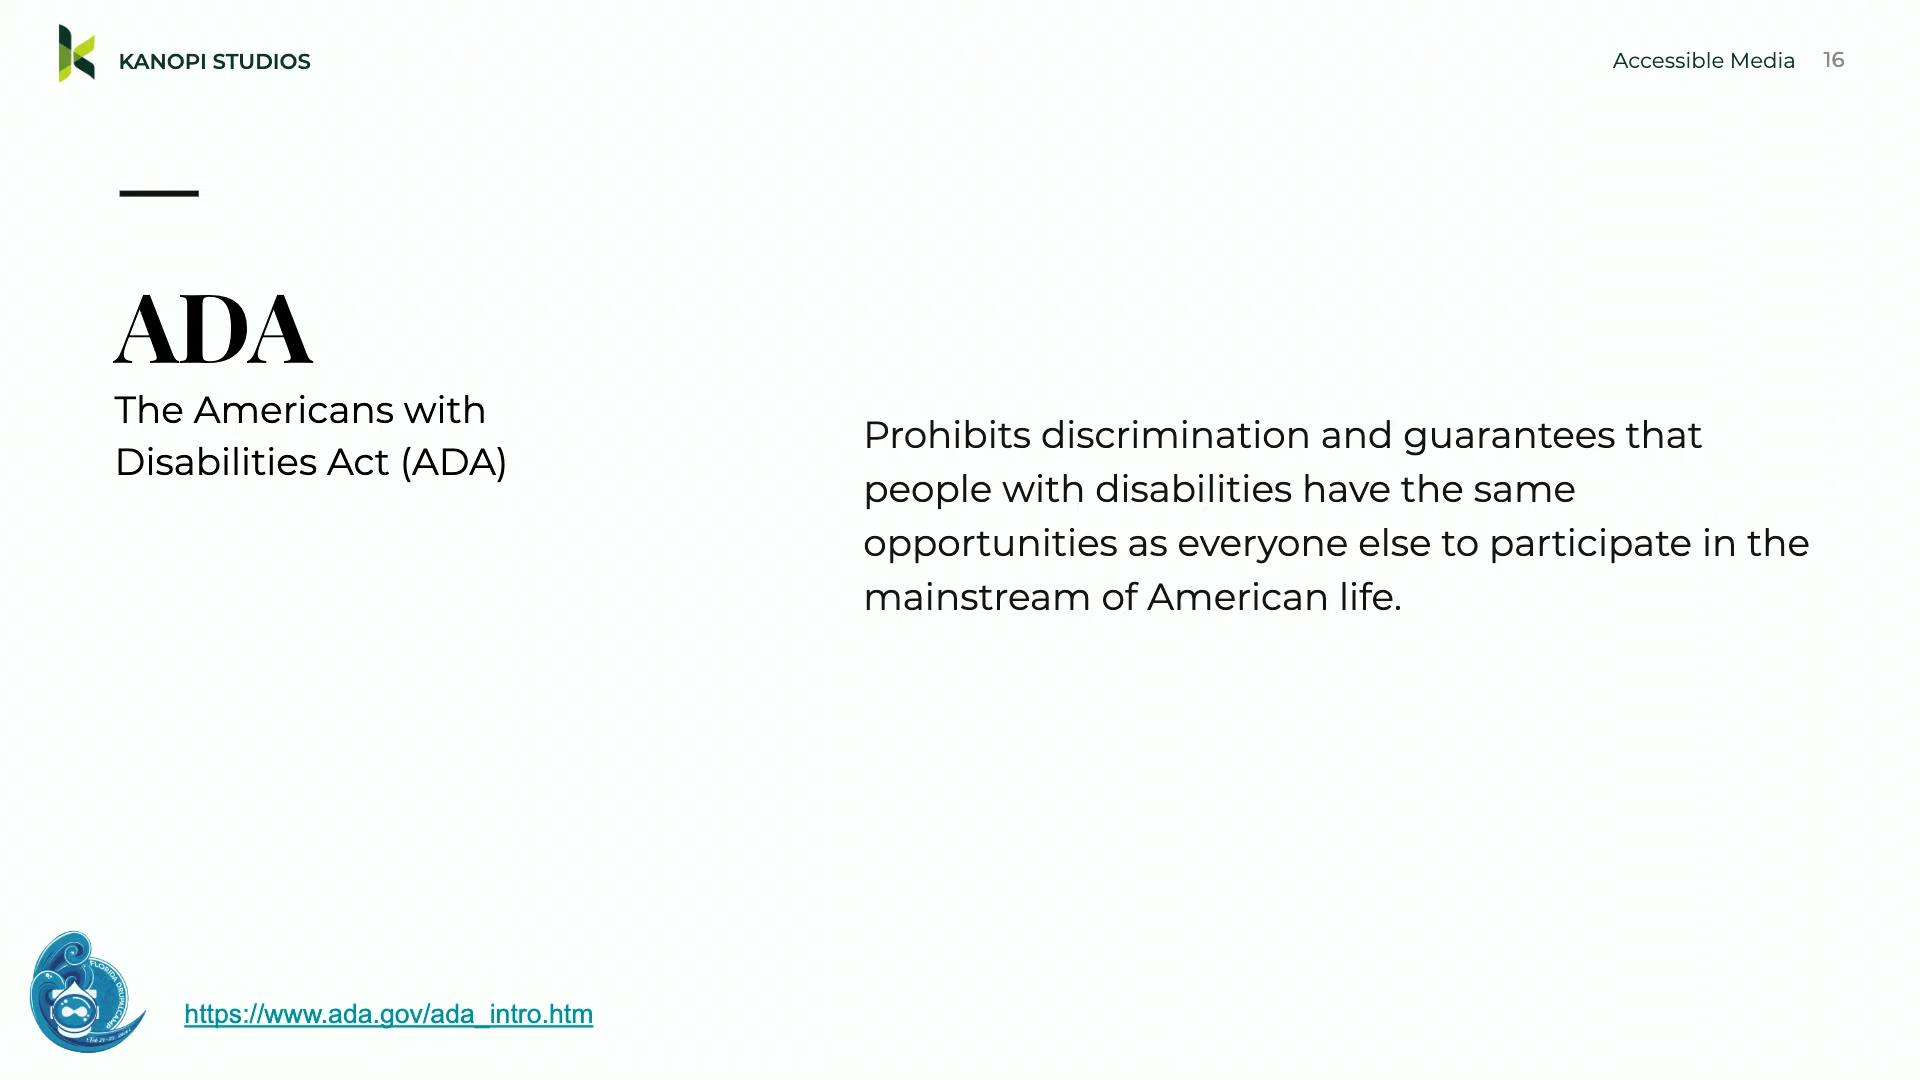 KANOPI STUDIOS
Accessible Media 16
ADA
The Americans with
Disabilities Act (ADA)
Prohibits discrimination and guarantees that
people with disabilities have the same
opportunities as everyone else to participate in the
mainstream of American life.
FLORIDA DRUPALCAMP
https://www.ada.gov/ada_intro.htm